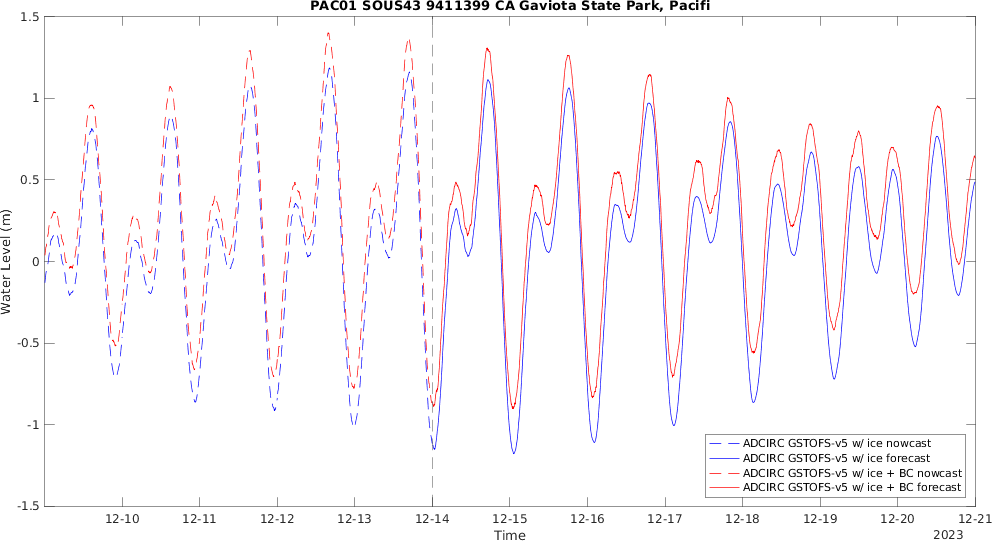 PAC01 SOUS43 9411399 CA Gaviota State Park, Pacifi
1.5
1
0.5
0
-0.5
-1
-1.5
Water Level (m)
ADCIRC GSTOFS-v5 w/ ice nowcast
ADCIRC GSTOFS-v5 w/ ice forecast
ADCIRC GSTOFS-v5 w/ ice + BC nowcast
ADCIRC GSTOFS-v5 w/ ice + BC forecast
12-10 12-11 12-12 12-13 12-14 12-15 12-16 12-17 12-18 12-19 12-20 12-21
Time
2023